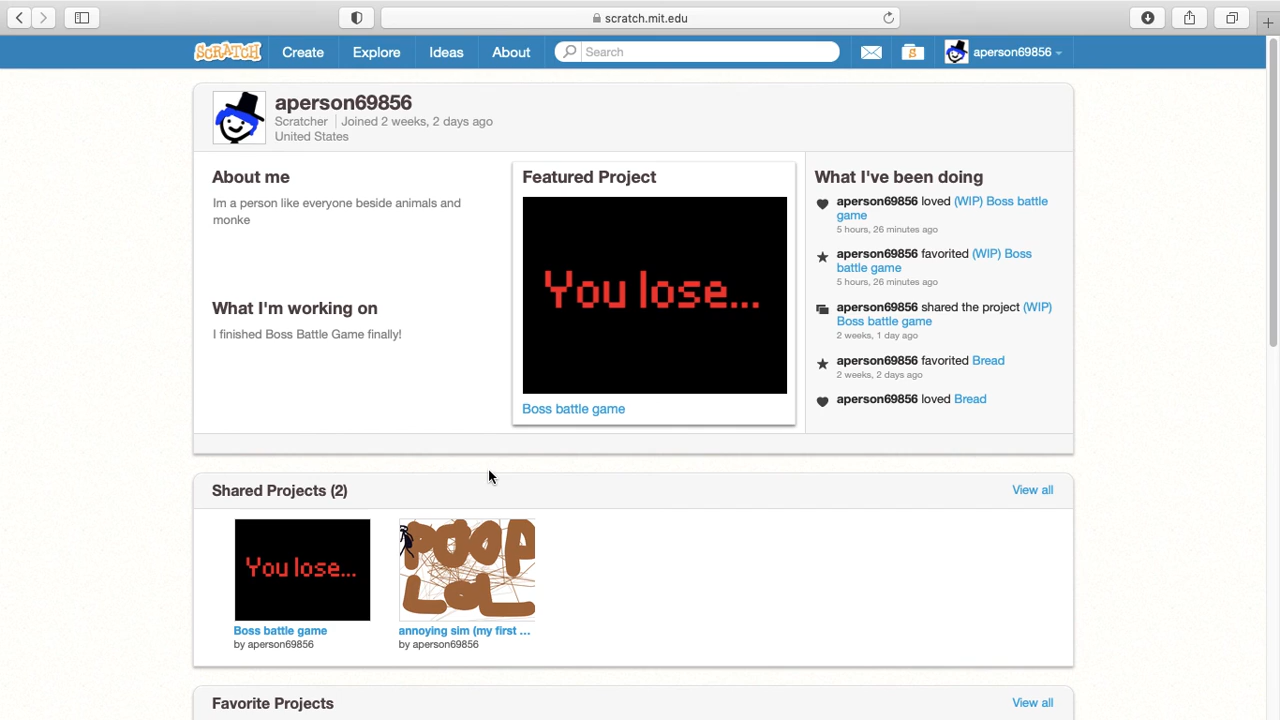 scratch.mit.edu
SCRATCH Create Explore Ideas About Search aperson69856
aperson69856
Scratcher Joined 2 weeks, 2 days ago
United States
About me
Im a person like everyone beside animals and
monke
What I'm working on
I finished Boss Battle Game finally!
Featured Project
You lose...
Boss battle game
What I've been doing
aperson69856 loved (WIP) Boss battle
game
5 hours, 26 minutes ago
aperson69856 favorited (WIP) Boss
battle game
5 hours, 26 minutes ago
aperson69856 shared the project (WIP)
Boss battle game
2 weeks, 1 day ago
aperson69856 favorited Bread
2 weeks, 2 days ago
aperson69856 loved Bread
Shared Projects (2)
View all
You lose...
Boss battle game
by aperson69856
POOP
LOL
annoying sim (my first ...
by aperson69856
Favorite Projects
View all